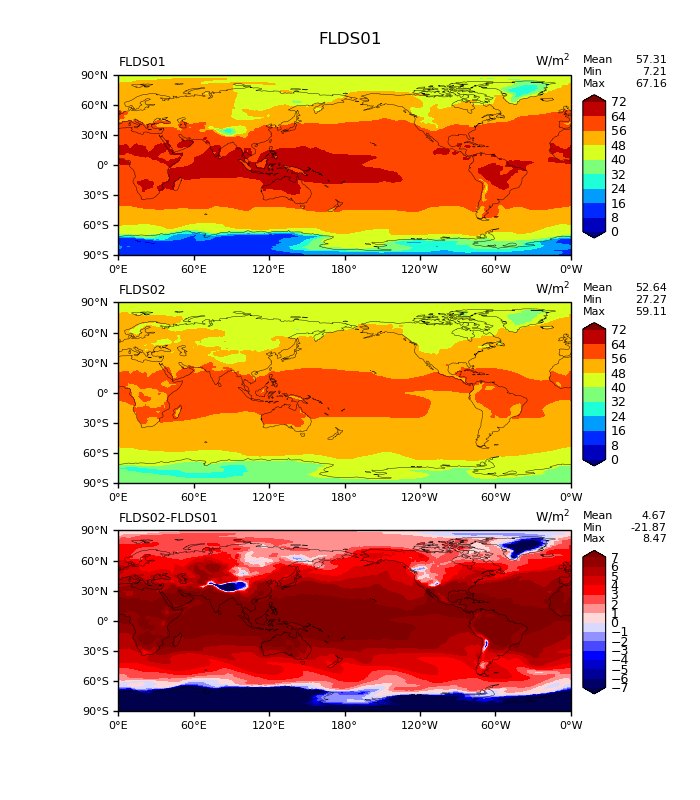 FLDS01
FLDS01 W/m² Mean 57.31
Min 7.21
Max 67.16
90°N
60°N
30°N
0°
30°S
60°S
90°S
0°E 60°E 120°E 180° 120°W 60°W 0°W
72
64
56
48
40
32
24
16
8
0
FLDS02 W/m² Mean 52.64
Min 27.27
Max 59.11
90°N
60°N
30°N
0°
30°S
60°S
90°S
0°E 60°E 120°E 180° 120°W 60°W 0°W
72
64
56
48
40
32
24
16
8
0
FLDS02-FLDS01 W/m² Mean 4.67
Min -21.87
Max 8.47
90°N
60°N
30°N
0°
30°S
60°S
90°S
0°E 60°E 120°E 180° 120°W 60°W 0°W
7
6
5
4
3
2
1
0
−1
−2
−3
−4
−5
−6
−7